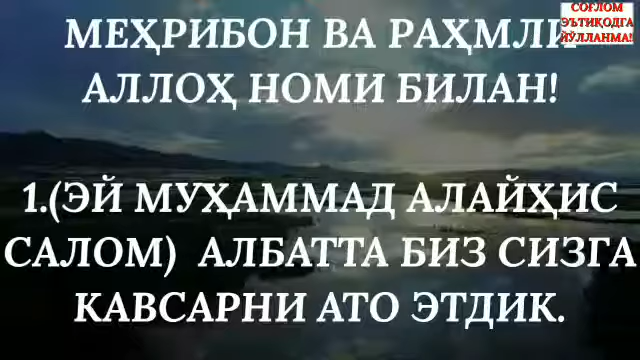 МЕҲРИБОН ВА РАҲМЛИ
АЛЛОҲ НОМИ БИЛАН!
1.(ЭЙ МУҲАММАД АЛАЙҲИС
САЛОМ) АЛБАТТА БИЗ СИЗГА
КАВСАРНИ АТО ЭТДИК.
СОҒЛОМ
ЭЪТИҚОДГА
ЙЎЛЛАНМА!